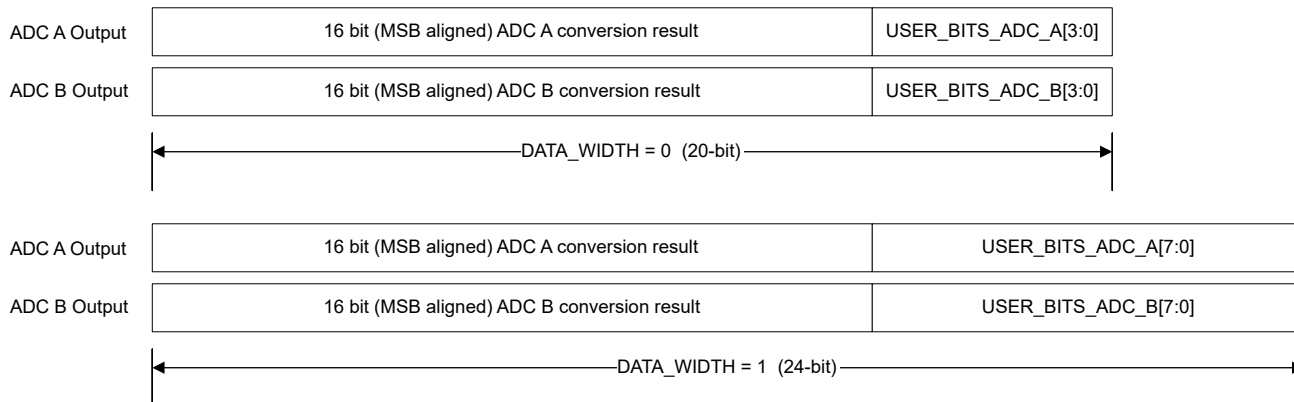 ADC A Output 16 bit (MSB aligned) ADC A conversion result USER_BITS_ADC_A[3:0]
ADC B Output 16 bit (MSB aligned) ADC B conversion result USER_BITS_ADC_B[3:0]
DATA_WIDTH = 0 (20-bit)
ADC A Output 16 bit (MSB aligned) ADC A conversion result USER_BITS_ADC_A[7:0]
ADC B Output 16 bit (MSB aligned) ADC B conversion result USER_BITS_ADC_B[7:0]
DATA_WIDTH = 1 (24-bit)